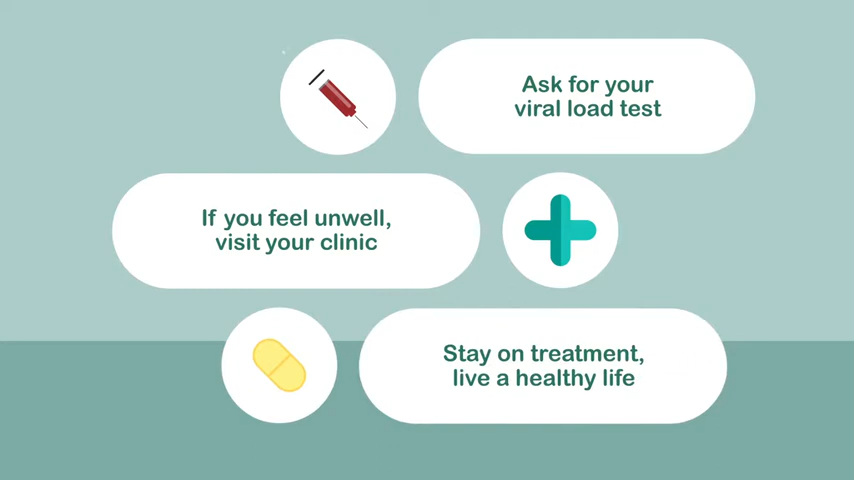 Ask for your
viral load test
If you feel unwell,
visit your clinic
Stay on treatment,
live a healthy life